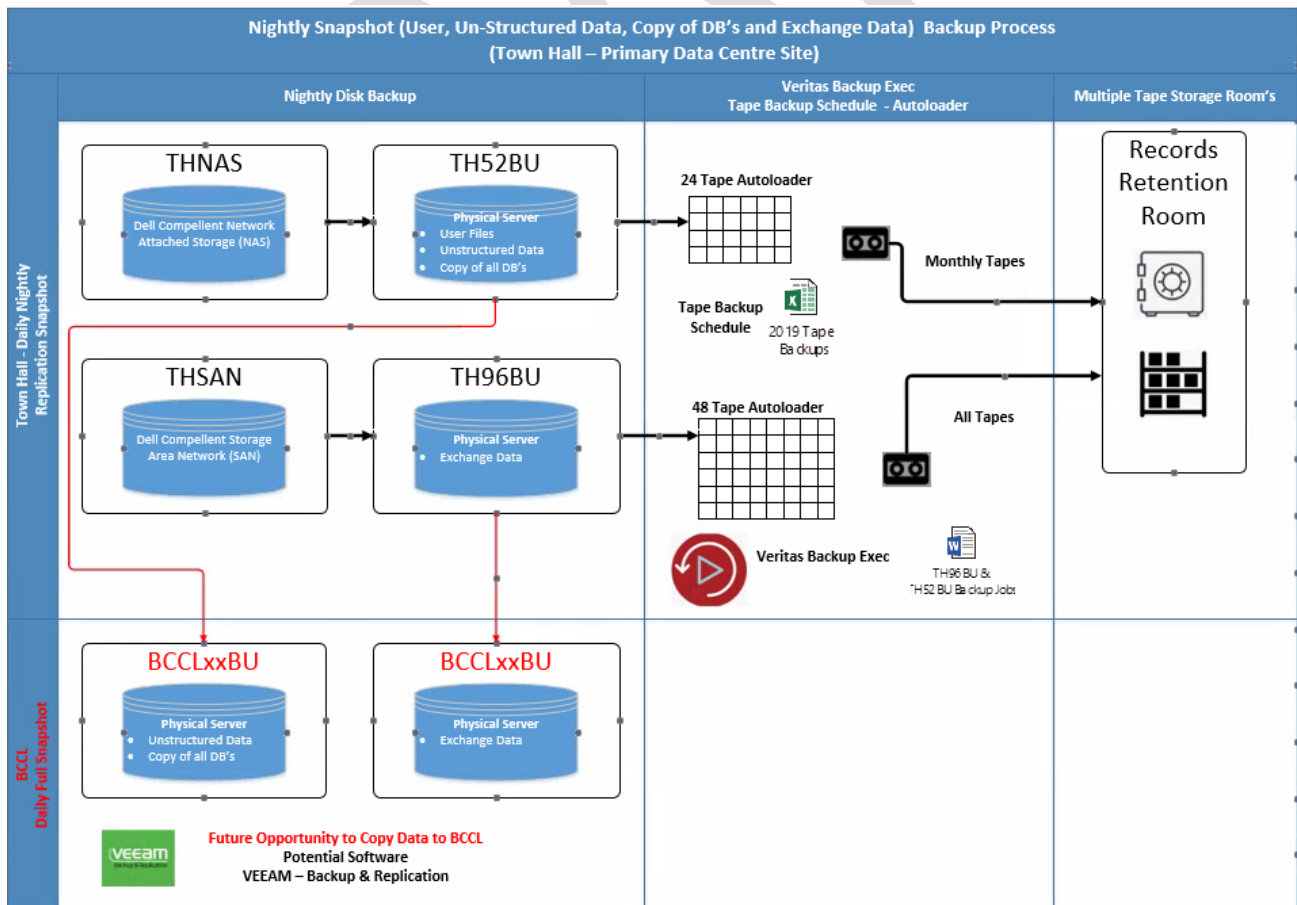 Nightly Snapshot (User, Un-Structured Data, Copy of DB's and Exchange Data) Backup Process
(Town Hall – Primary Data Centre Site)
Nightly Disk Backup
Veritas Backup Exec
Tape Backup Schedule - Autoloader
Multiple Tape Storage Room's
Town Hall - Daily Nightly
Replication Snapshot
THNAS
Dell Compellent Network
Attached Storage (NAS)
TH52BU
Physical Server
• User Files
• Unstructured Data
• Copy of all DB's
24 Tape Autoloader
Tape Backup
Schedule
2019 Tape
Backups
Monthly Tapes
Records
Retention
Room
THSAN
Dell Compellent Storage
Area Network (SAN)
TH96BU
Physical Server
• Exchange Data
48 Tape Autoloader
All Tapes
Veritas Backup Exec
TH96 BU &
TH52 BU Backup Jobs
BCCL
Daily Full Snapshot
BCCLxxBU
Physical Server
• Unstructured Data
• Copy of all DB's
BCCLxxBU
Physical Server
• Exchange Data
veeam
Backup & Replication
Future Opportunity to Copy Data to BCCL
Potential Software
VEEAM – Backup & Replication